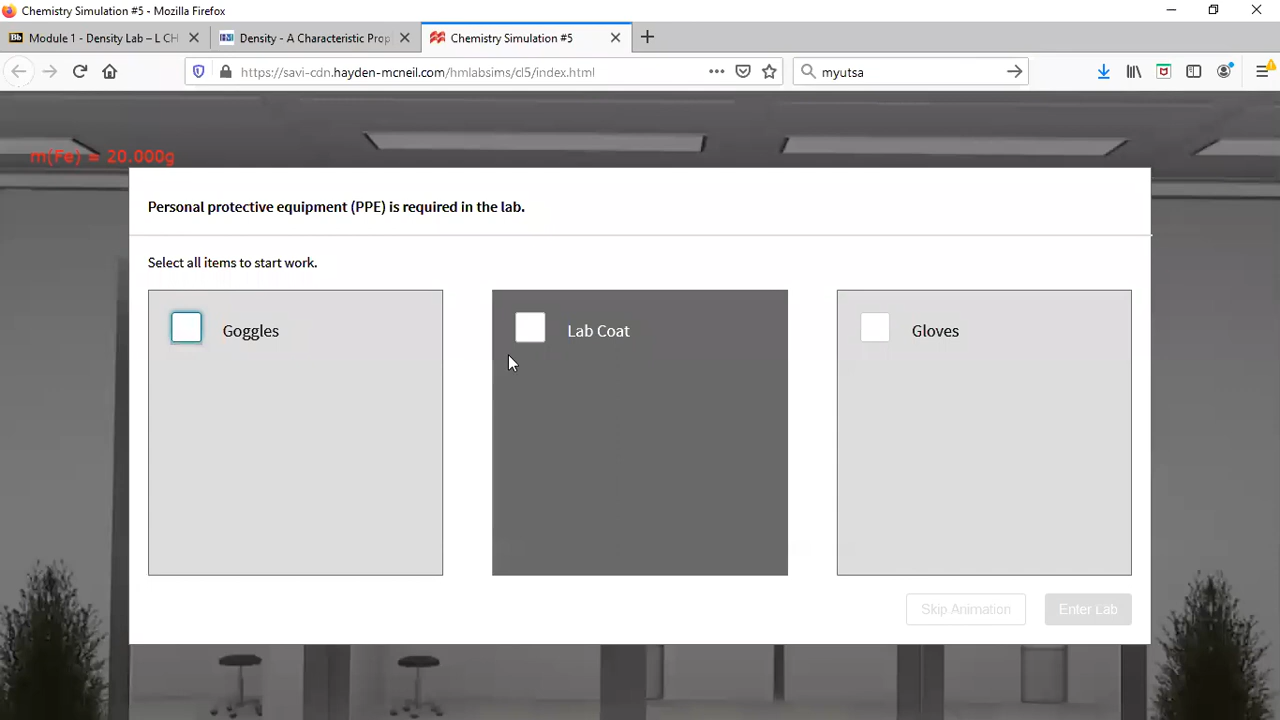 Chemistry Simulation #5 - Mozilla Firefox
Bb Module 1 - Density Lab – L CH
HM Density - A Characteristic Prop
Chemistry Simulation #5
https://savi-cdn.hayden-mcneil.com/hmlabsims/cl5/index.html
myutsa
m(Fe) = 20.000g
Personal protective equipment (PPE) is required in the lab.
Select all items to start work.
Goggles
Lab Coat
Gloves
Skip Animation
Enter Lab